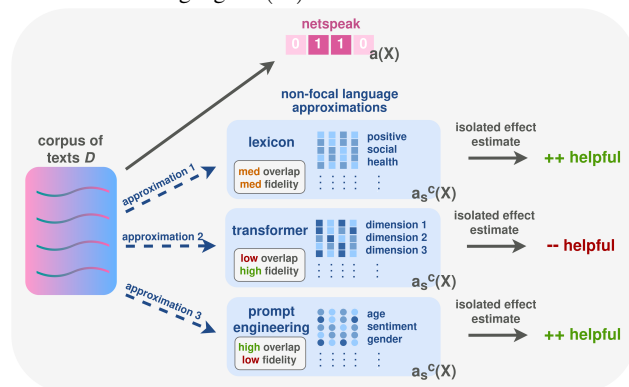 netspeak
0 1 1 0
a(X)
non-focal language
approximations
corpus of
texts D
approximation 1
lexicon
med overlap
med fidelity
positive
social
health
a_s^c(X)
isolated effect
estimate
++ helpful
approximation 2
transformer
low overlap
high fidelity
dimension 1
dimension 2
dimension 3
a_s^c(X)
isolated effect
estimate
-- helpful
approximation 3
prompt
engineering
high overlap
low fidelity
age
sentiment
gender
a_s^c(X)
isolated effect
estimate
++ helpful